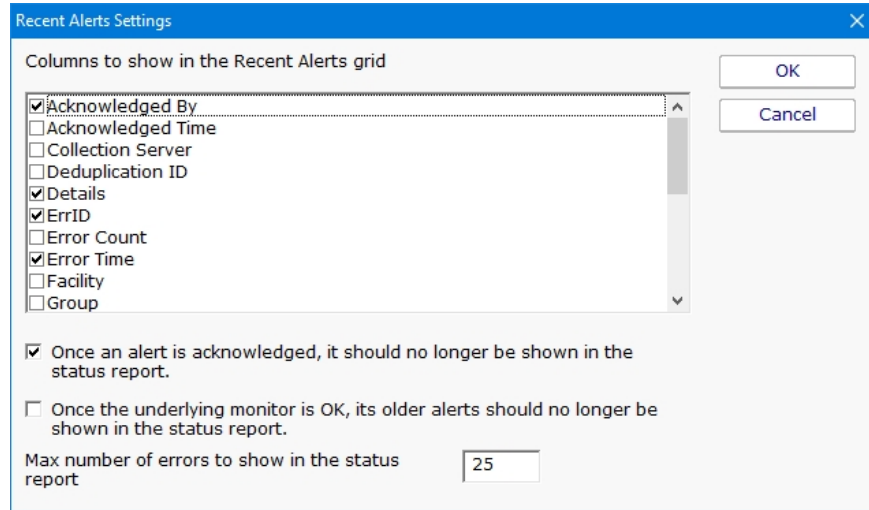 Recent Alerts Settings
Columns to show in the Recent Alerts grid
OK
Cancel
Acknowledged By
Acknowledged Time
Collection Server
Deduplication ID
Details
ErrID
Error Count
Error Time
Facility
Group
Once an alert is acknowledged, it should no longer be shown in the
status report.
Once the underlying monitor is OK, its older alerts should no longer be
shown in the status report.
Max number of errors to show in the status
report
25